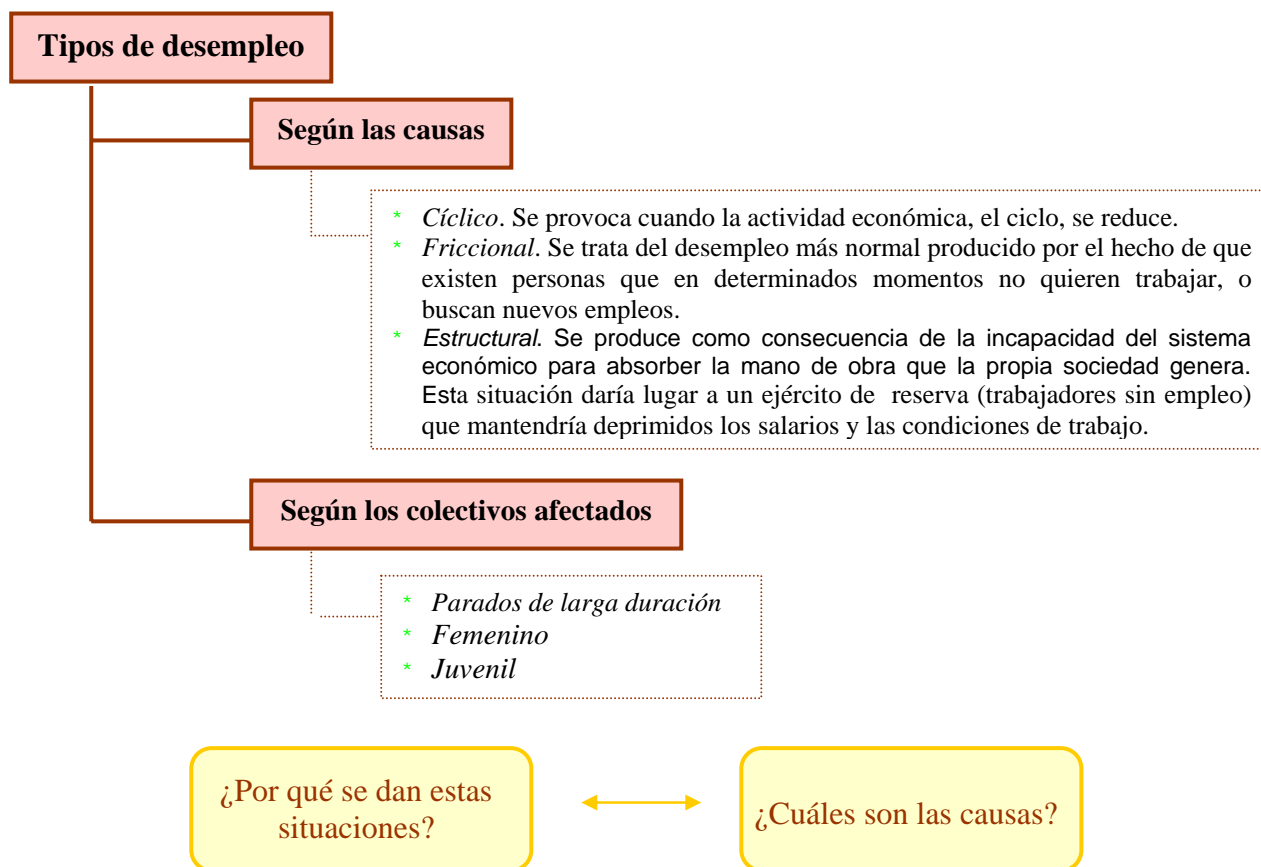 Tipos de desempleo
Según las causas
* Cíclico. Se provoca cuando la actividad económica, el ciclo, se reduce.
* Friccional. Se trata del desempleo más normal producido por el hecho de que
existen personas que en determinados momentos no quieren trabajar, o
buscan nuevos empleos.
* Estructural. Se produce como consecuencia de la incapacidad del sistema
económico para absorber la mano de obra que la propia sociedad genera.
Esta situación daría lugar a un ejército de reserva (trabajadores sin empleo)
que mantendría deprimidos los salarios y las condiciones de trabajo.
Según los colectivos afectados
* Parados de larga duración
* Femenino
* Juvenil
¿Por qué se dan estas
situaciones?
¿Cuáles son las causas?